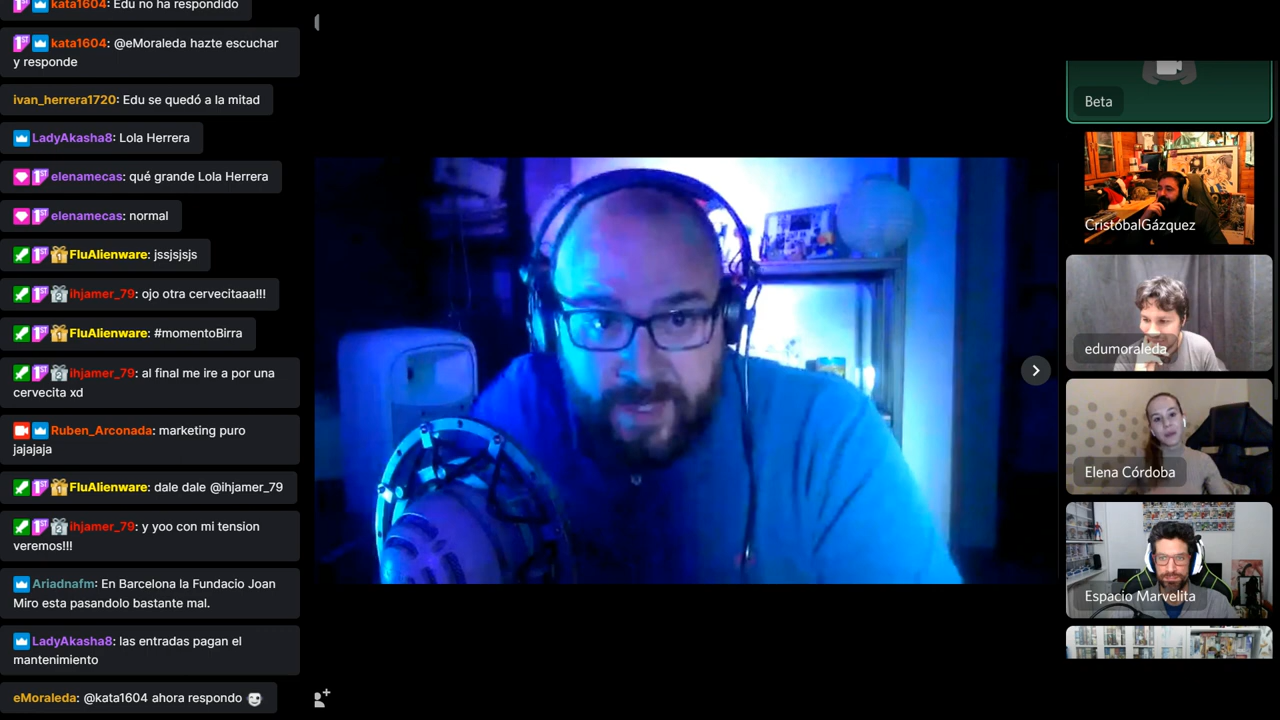 kata1604: Edu no ha respondido
kata1604: @eMoraleda hazte escuchar
y responde
ivan_herrera1720: Edu se quedó a la mitad
LadyAkasha8: Lola Herrera
elenamecas: qué grande Lola Herrera
elenamecas: normal
FluAlienware: jssjsjsjs
ihjamer_79: ojo otra cervecitaaa!!!
FluAlienware: #momentoBirra
ihjamer_79: al final me ire a por una
cervecita xd
Ruben_Arconada: marketing puro
jajajaja
FluAlienware: dale dale @ihjamer_79
ihjamer_79: y yoo con mi tension
veremos!!!
Ariadnafm: En Barcelona la Fundacio Joan
Miro esta pasandolo bastante mal.
LadyAkasha8: las entradas pagan el
mantenimiento
eMoraleda: @kata1604 ahora respondo
Beta
CristóbalGázquez
edumoraleda
Elena Córdoba
Espacio Marvelita